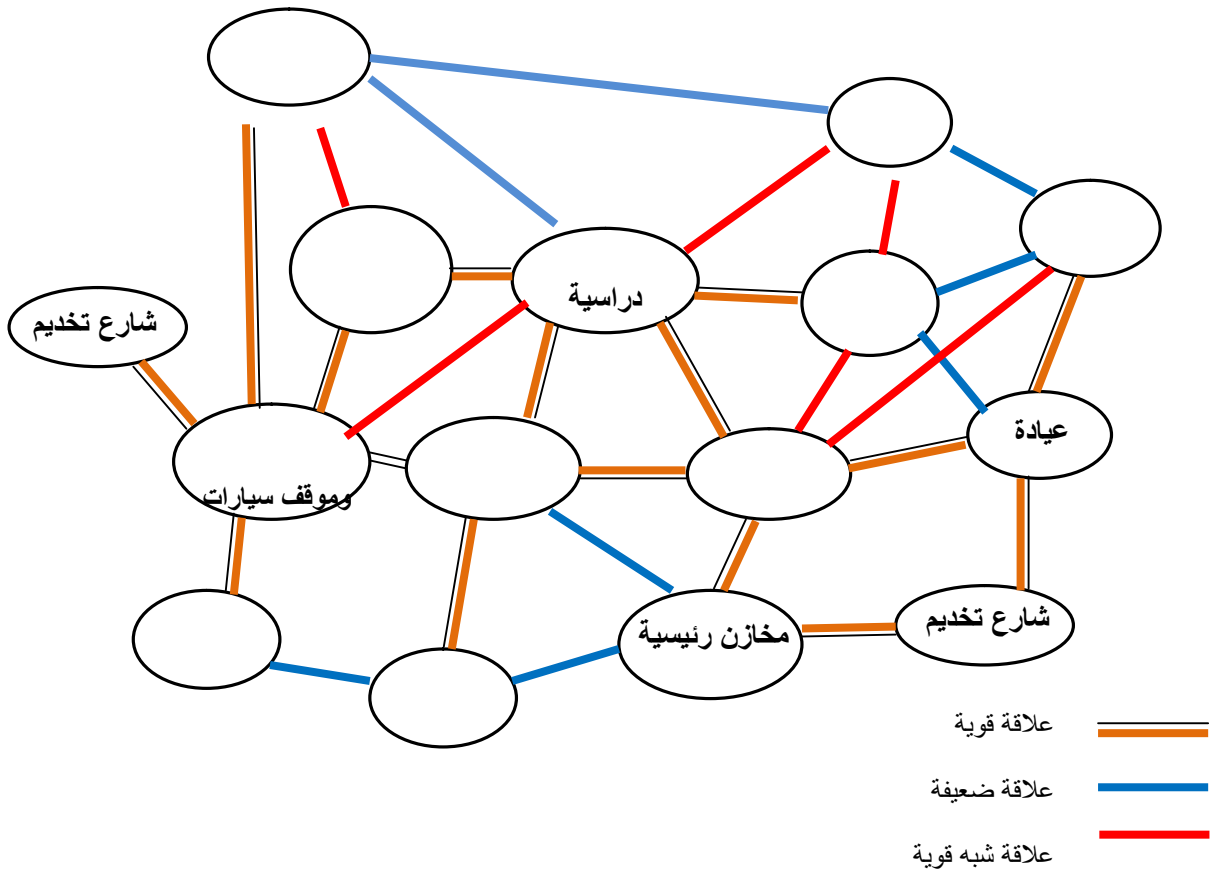 دراسية
شارع تخديم
عيادة
وموقف سيارات
شارع تخديم
مخازن رئيسية
علاقة قوية
علاقة ضعيفة
علاقة شبه قوية